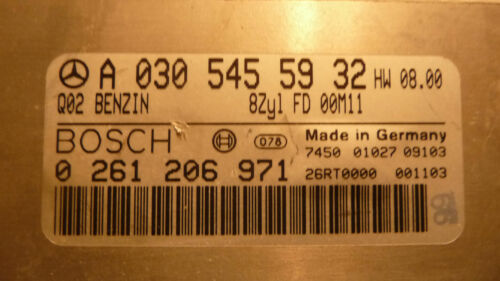 A 030 545 59 32 HW 08.00
Q02 BENZIN 8Zyl FD 00M11
BOSCH 076 Made in Germany
7450 01027 09103
0 261 206 971 26RT0000 001103